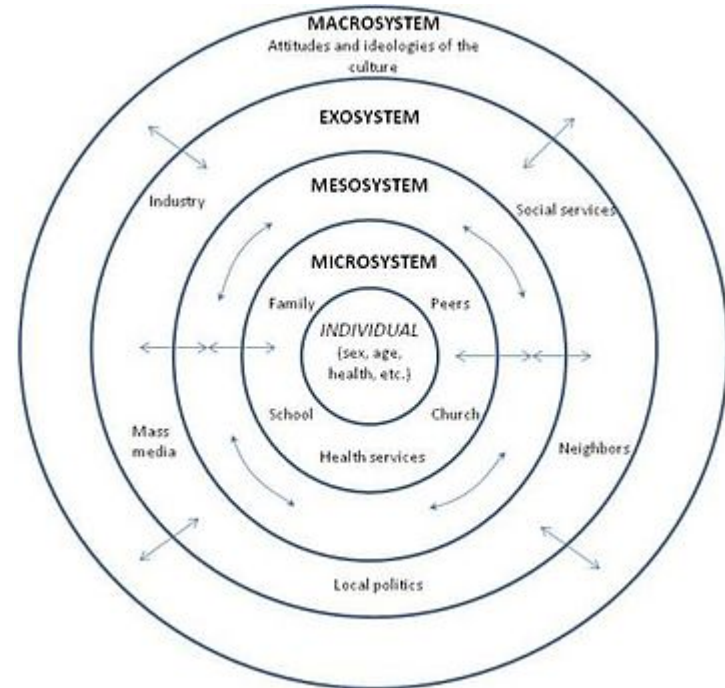 MACROSYSTEM
Attitudes and ideologies of the
culture
EXOSYSTEM
MESOSYSTEM
Industry
Social services
MICROSYSTEM
Family
Peers
INDIVIDUAL
{sex, age,
health, etc.}
School
Church
Mass
media
Health services
Neighbors
Local politics